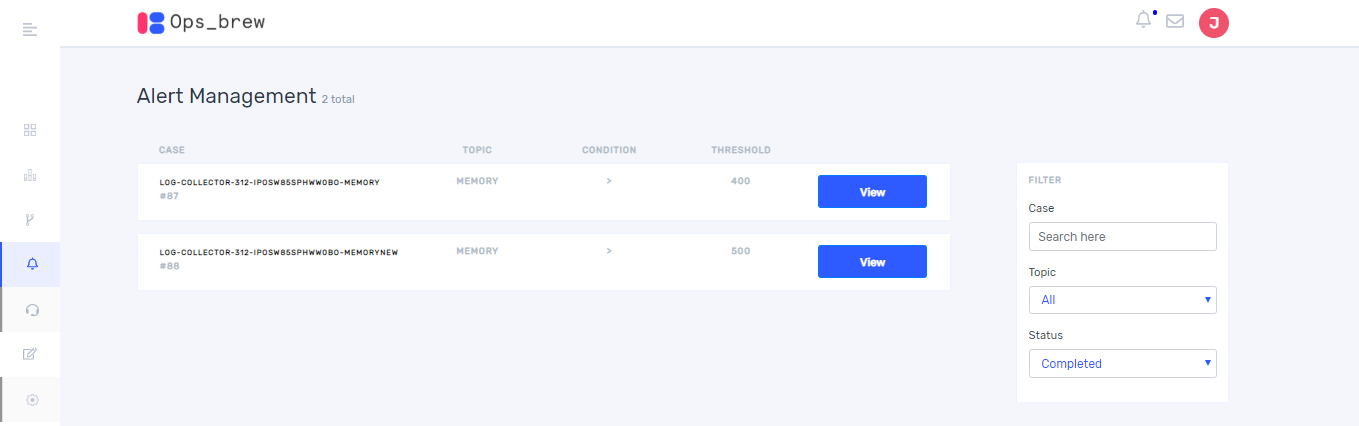 Ops_brew
J
Alert Management 2 total
CASE TOPIC CONDITION THRESHOLD
LOG-COLLECTOR-312-IPOSW85SPHWW0BO-MEMORY MEMORY > 400 View
#87
LOG-COLLECTOR-312-IPOSW85SPHWW0BO-MEMORYNEW MEMORY > 500 View
#88
FILTER
Case
Search here
Topic
All
Status
Completed